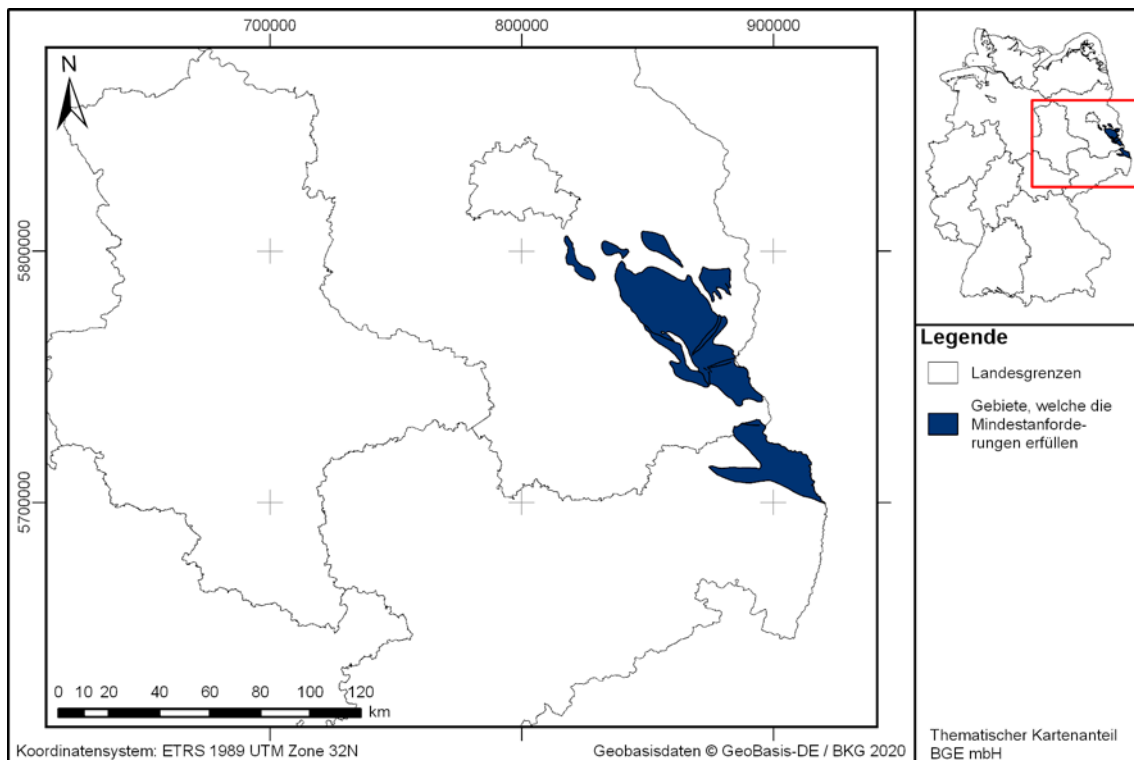 700000
800000
900000
N
5800000
5700000
0 10 20 40 60 80 100 120
km
Koordinatensystem: ETRS 1989 UTM Zone 32N
Geobasisdaten © GeoBasis-DE / BKG 2020
Legende
Landesgrenzen
Gebiete, welche die
Mindestanforde-
rungen erfüllen
Thematischer Kartenanteil
BGE mbH